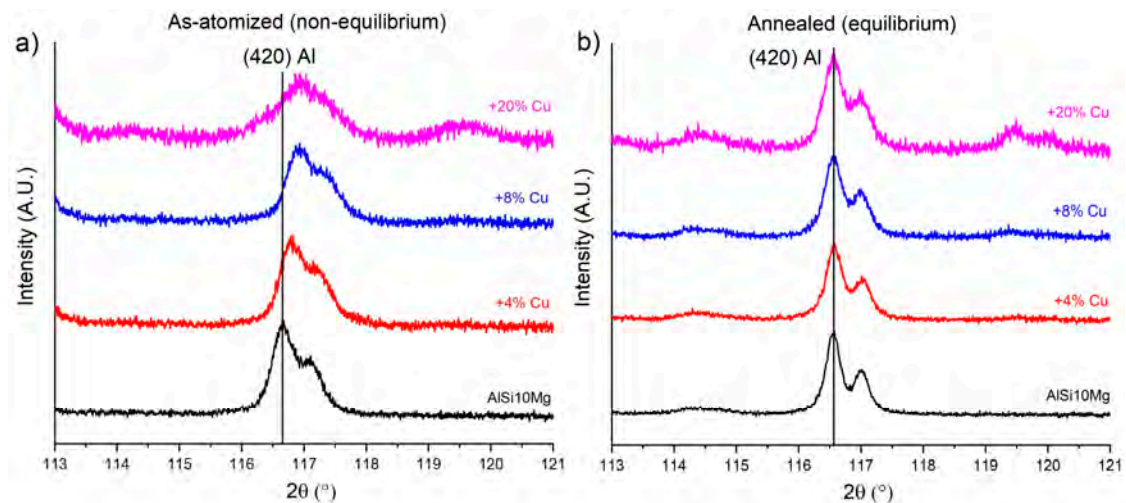 As-atomized (non-equilibrium)
a)
(420) Al
+20% Cu
+8% Cu
+4% Cu
AlSi10Mg
Intensity (A.U.)
113 114 115 116 117 118 119 120 121
2θ (°)
Annealed (equilibrium)
b)
(420) Al
+20% Cu
+8% Cu
+4% Cu
AlSi10Mg
Intensity (A.U.)
113 114 115 116 117 118 119 120 121
2θ (°)